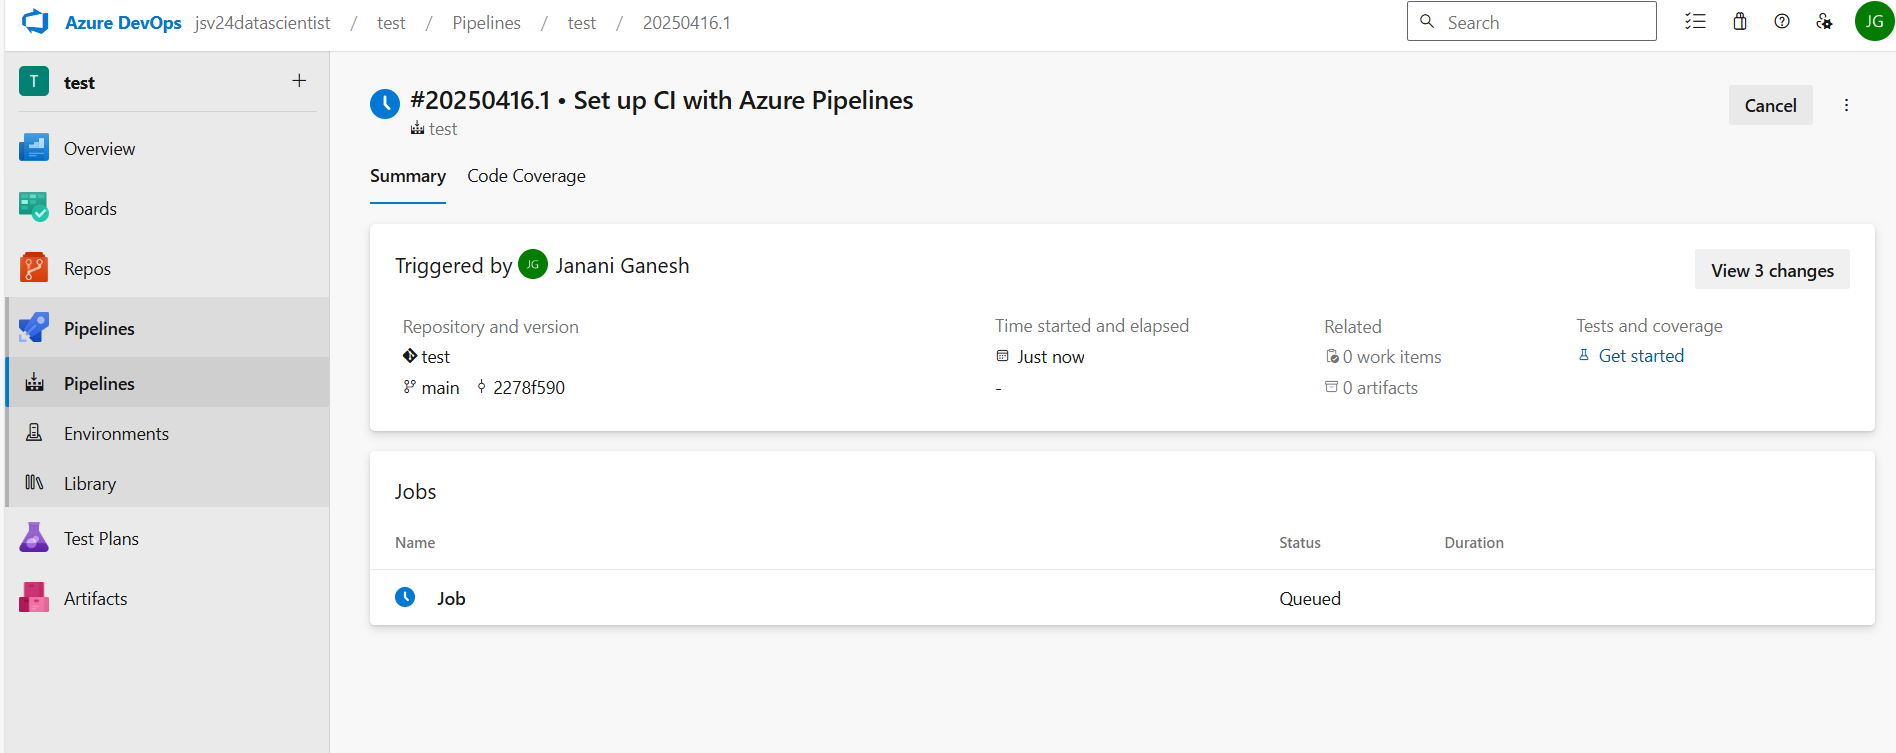 Azure DevOps jsv24datascientist / test / Pipelines / test / 20250416.1
Search
JG
T test +
Overview
Boards
Repos
Pipelines
Pipelines
Environments
Library
Test Plans
Artifacts
#20250416.1 • Set up CI with Azure Pipelines
test
Cancel
Summary Code Coverage
Triggered by JG Janani Ganesh
View 3 changes
Repository and version Time started and elapsed Related Tests and coverage
test Just now 0 work items Get started
main 2278f590 - 0 artifacts
Jobs
Name Status Duration
Job Queued